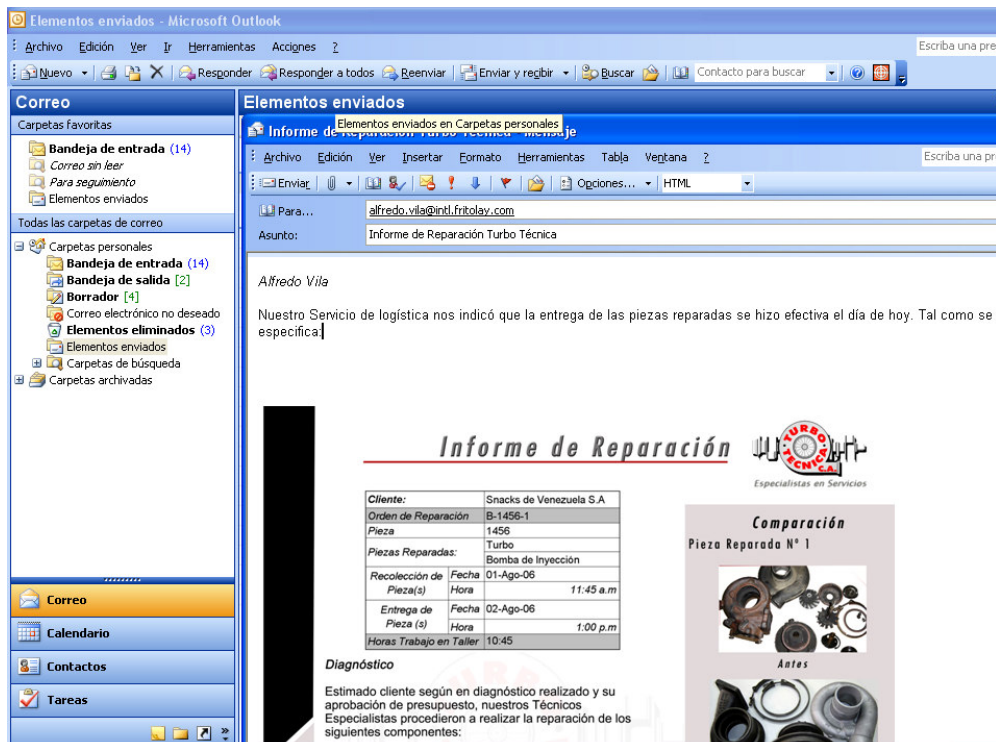 Elementos enviados - Microsoft Outlook
Archivo Edición Ver Ir Herramientas Acciones ?
Escriba una pre
Nuevo Responder Responder a todos Reenviar Enviar y recibir Buscar Contacto para buscar
Correo
Carpetas favoritas
Bandeja de entrada (14)
Correo sin leer
Para seguimiento
Elementos enviados
Todas las carpetas de correo
Carpetas personales
Bandeja de entrada (14)
Bandeja de salida [2]
Borrador [4]
Correo electrónico no deseado
Elementos eliminados (3)
Elementos enviados
Carpetas de búsqueda
Carpetas archivadas
Correo
Calendario
Contactos
Tareas
Elementos enviados
Elementos enviados en Carpetas personales
Informe de Reparación Turbo Técnica - Mensaje
Archivo Edición Ver Insertar Formato Herramientas Tabla Ventana ?
Escriba una pre
Enviar Opciones... HTML
Para... alfredo.vila@intl.fritolay.com
Asunto: Informe de Reparación Turbo Técnica
Alfredo Vila
Nuestro Servicio de logística nos indicó que la entrega de las piezas reparadas se hizo efectiva el día de hoy. Tal como se
especifica:
Informe de Reparación
TURBO
TECNICA
C.A.
Especialistas en Servicios
Cliente: Snacks de Venezuela S.A
Orden de Reparación B-1456-1
Pieza 1456
Piezas Reparadas: Turbo
Bomba de Inyección
Recolección de Pieza(s) Fecha 01-Ago-06
Hora 11:45 a.m
Entrega de Pieza (s) Fecha 02-Ago-06
Hora 1:00 p.m
Horas Trabajo en Taller 10:45
Diagnóstico
Estimado cliente según en diagnóstico realizado y su
aprobación de presupuesto, nuestros Técnicos
Especialistas procedieron a realizar la reparación de los
siguientes componentes:
Comparación
Pieza Reparada N° 1
Antes